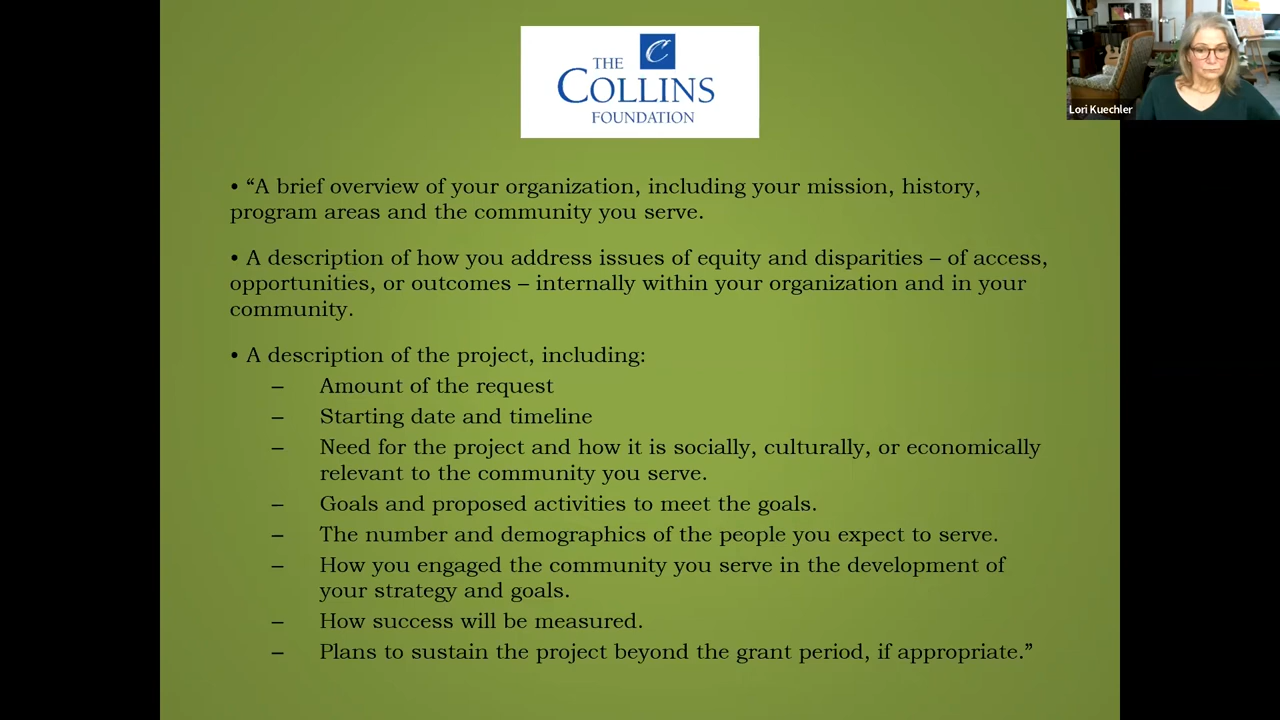 THE
COLLINS
FOUNDATION
Lori Kuechler
• “A brief overview of your organization, including your mission, history,
program areas and the community you serve.
• A description of how you address issues of equity and disparities – of access,
opportunities, or outcomes – internally within your organization and in your
community.
• A description of the project, including:
– Amount of the request
– Starting date and timeline
– Need for the project and how it is socially, culturally, or economically
relevant to the community you serve.
– Goals and proposed activities to meet the goals.
– The number and demographics of the people you expect to serve.
– How you engaged the community you serve in the development of
your strategy and goals.
– How success will be measured.
– Plans to sustain the project beyond the grant period, if appropriate.”